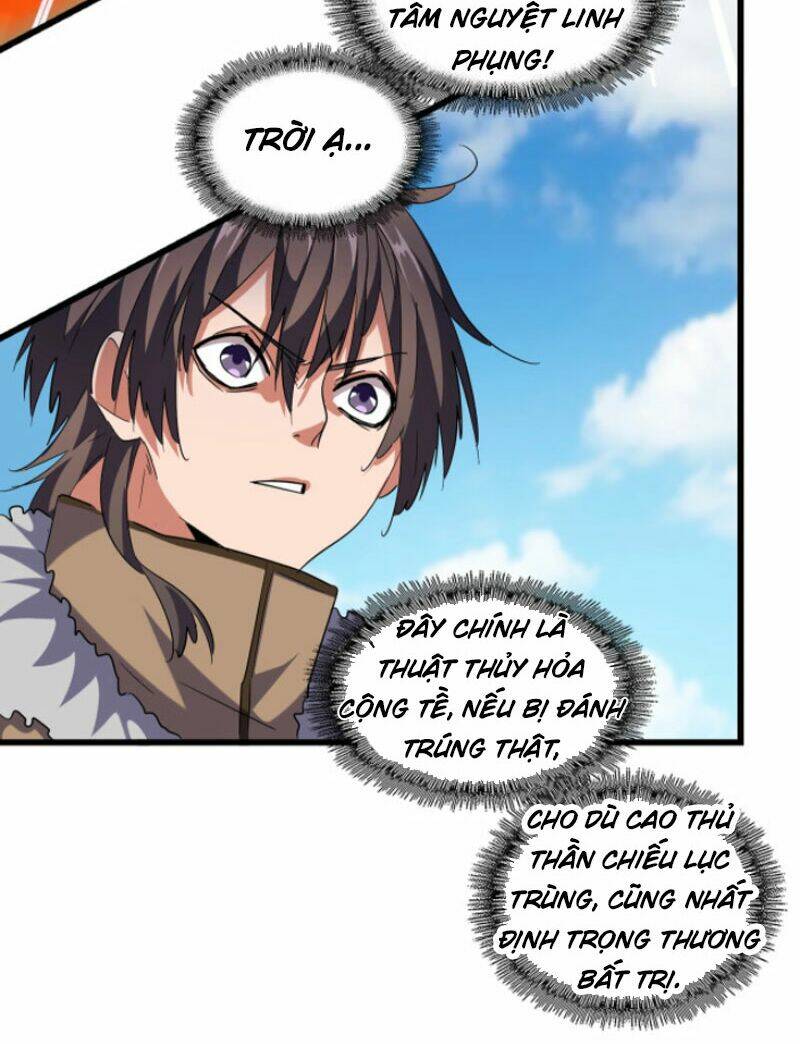 TÂM NGUYỆT LINH
PHỤNG!
TRỜI Ạ...
ĐÂY CHÍNH LÀ
THUẬT THỦY HỎA
CỘNG TỀ, NẾU BỊ ĐÁNH
TRÚNG THẬT,
CHO DÙ CAO THỦ
THẦN CHIẾU LỤC
TRÙNG, CŨNG NHẤT
ĐỊNH TRỌNG THƯƠNG
BẤT TRỊ.